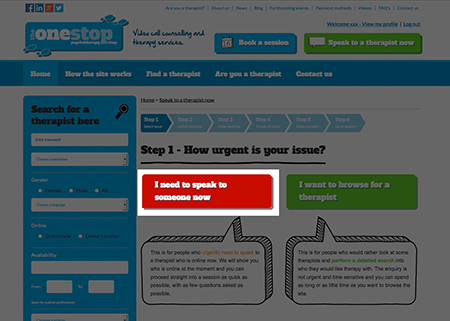 Are you a therapist? | About us | News | Blog | Forthcoming events | Payment methods | Videos | FAQ's | Contact us
Welcome xxx - View my profile | Log out
the onestop
psychotherapy.com shop
Video call counselling and
therapy services.
Book a session
Speak to a therapist now
Home
How the site works
Find a therapist
Are you a therapist?
Contact us
Search for a
therapist here
Gender
Female
Male
All
Online
Availability
From
To
Home > Speak to a therapist now
Step 1
Step 2
Step 3
Step 4
Step 5
Step 6
Step 1 - How urgent is your issue?
I need to speak to
someone now
I want to browse for a
therapist
This is for people who urgently need to speak to
a therapist who is online now. We will show you
who is online at the moment and you can
proceed straight into a session as quick as
possible, with as few questions asked as
possible.
This is for people who would rather look at some
therapists and perform a detailed search into
who they would like therapy with. The enquiry is
not urgent and time sensitive and you can spend
as long or as little time as you want to browse the
site.